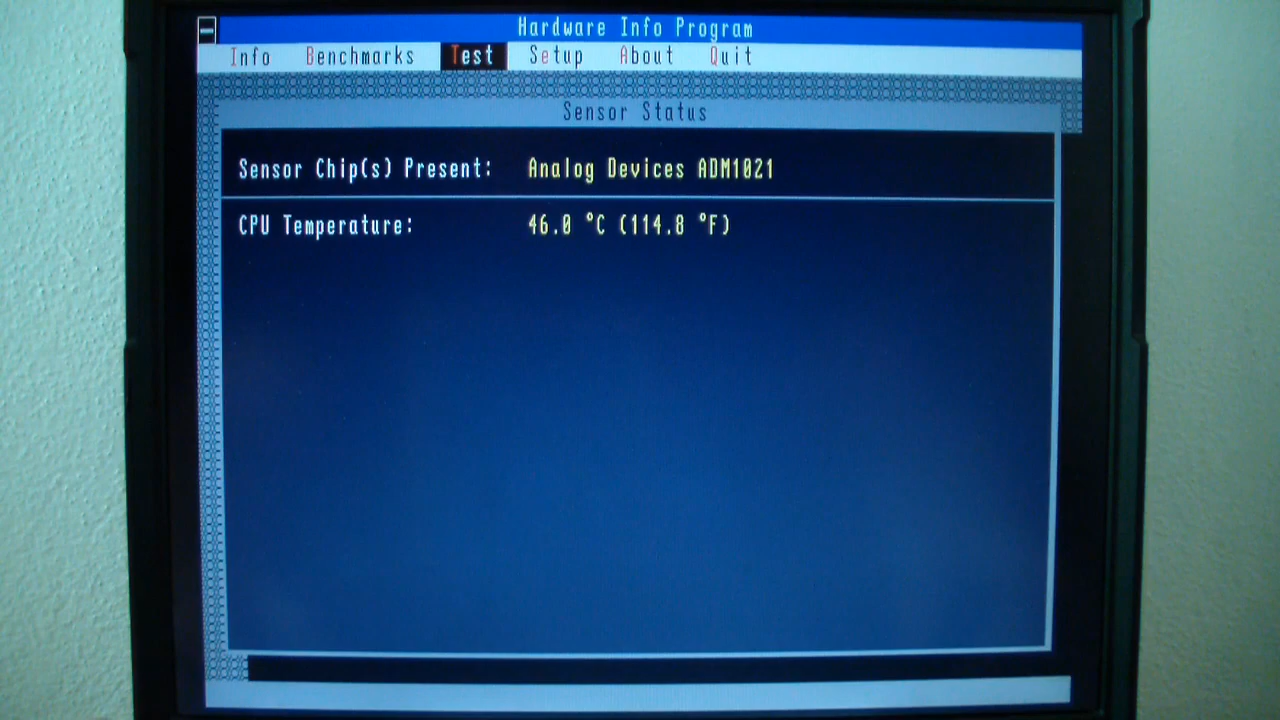 Hardware Info Program
Info Benchmarks Test Setup About Quit
Sensor Status
Sensor Chip(s) Present: Analog Devices ADM1021
CPU Temperature: 46.0 °C (114.8 °F)